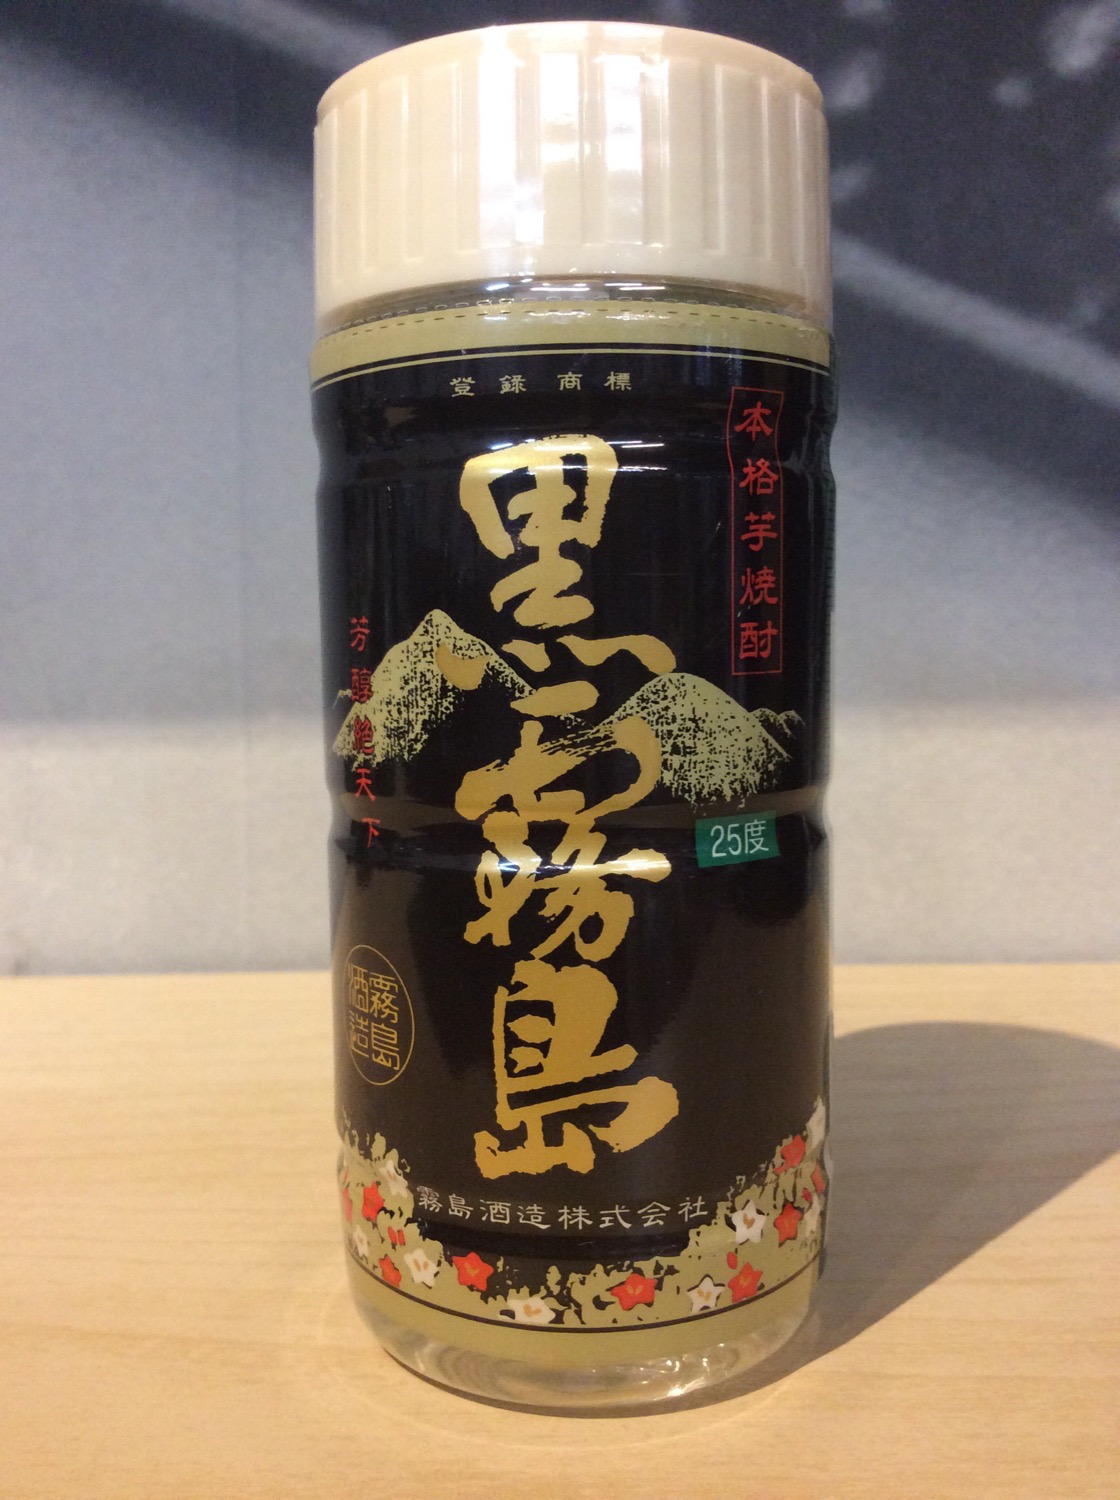 登録商標
本格芋焼酎
黒霧島
芳醇絶天下
25度
霧島
酒造
霧島酒造株式会社